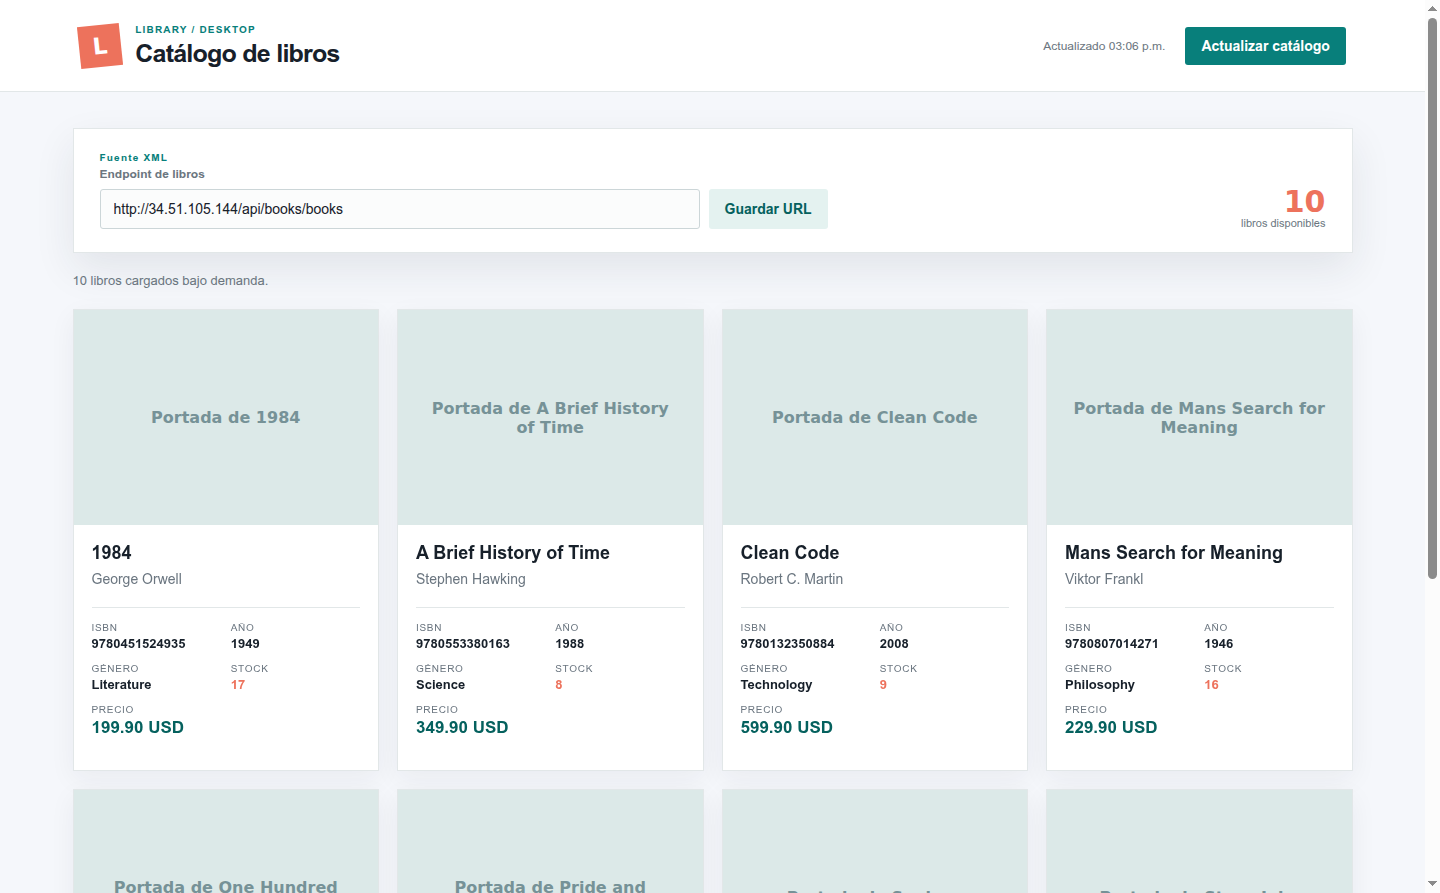 L
LIBRARY / DESKTOP
Catálogo de libros
Actualizado 03:06 p.m.
Actualizar catálogo
Fuente XML
Endpoint de libros
http://34.51.105.144/api/books/books
Guardar URL
10
libros disponibles
10 libros cargados bajo demanda.
Portada de 1984
1984
George Orwell
ISBN AÑO
9780451524935 1949
GÉNERO STOCK
Literature 17
PRECIO
199.90 USD
Portada de A Brief History
of Time
A Brief History of Time
Stephen Hawking
ISBN AÑO
9780553380163 1988
GÉNERO STOCK
Science 8
PRECIO
349.90 USD
Portada de Clean Code
Clean Code
Robert C. Martin
ISBN AÑO
9780132350884 2008
GÉNERO STOCK
Technology 9
PRECIO
599.90 USD
Portada de Mans Search for
Meaning
Mans Search for Meaning
Viktor Frankl
ISBN AÑO
9780807014271 1946
GÉNERO STOCK
Philosophy 16
PRECIO
229.90 USD
Portada de One Hundred
Portada de Pride and